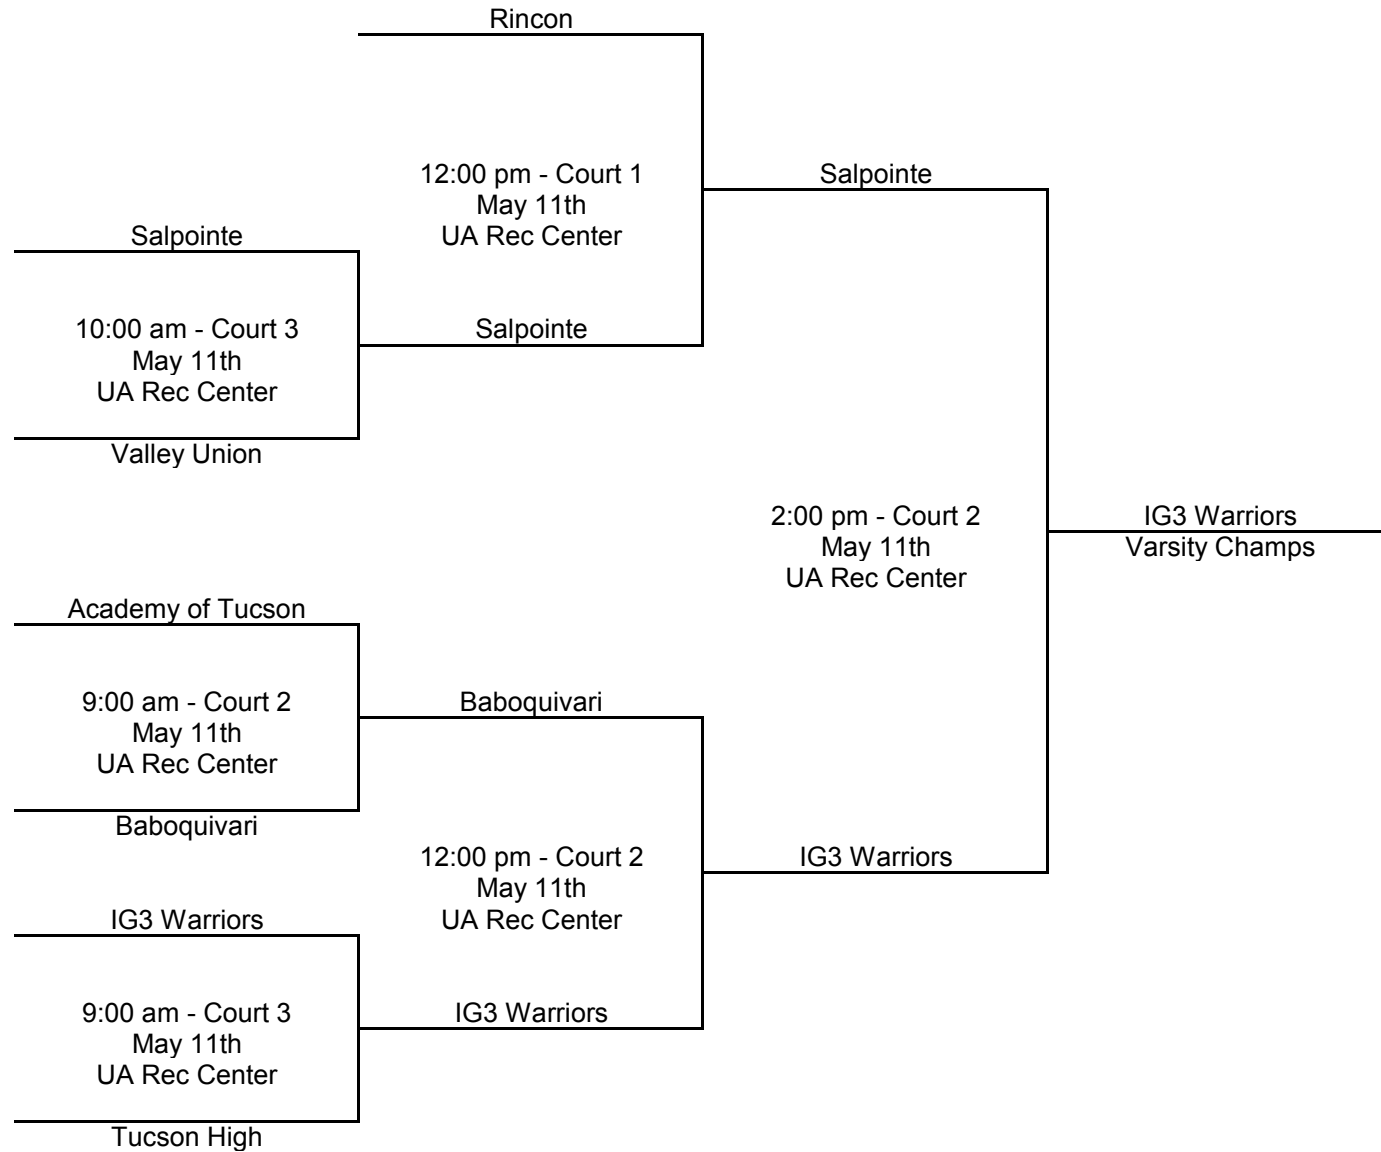 Rincon
12:00 pm - Court 1
May 11th
UA Rec Center
Salpointe
Salpointe
10:00 am - Court 3
May 11th
UA Rec Center
Salpointe
Valley Union
2:00 pm - Court 2
May 11th
UA Rec Center
IG3 Warriors
Varsity Champs
Academy of Tucson
9:00 am - Court 2
May 11th
UA Rec Center
Baboquivari
Baboquivari
12:00 pm - Court 2
May 11th
UA Rec Center
IG3 Warriors
IG3 Warriors
9:00 am - Court 3
May 11th
UA Rec Center
IG3 Warriors
Tucson High